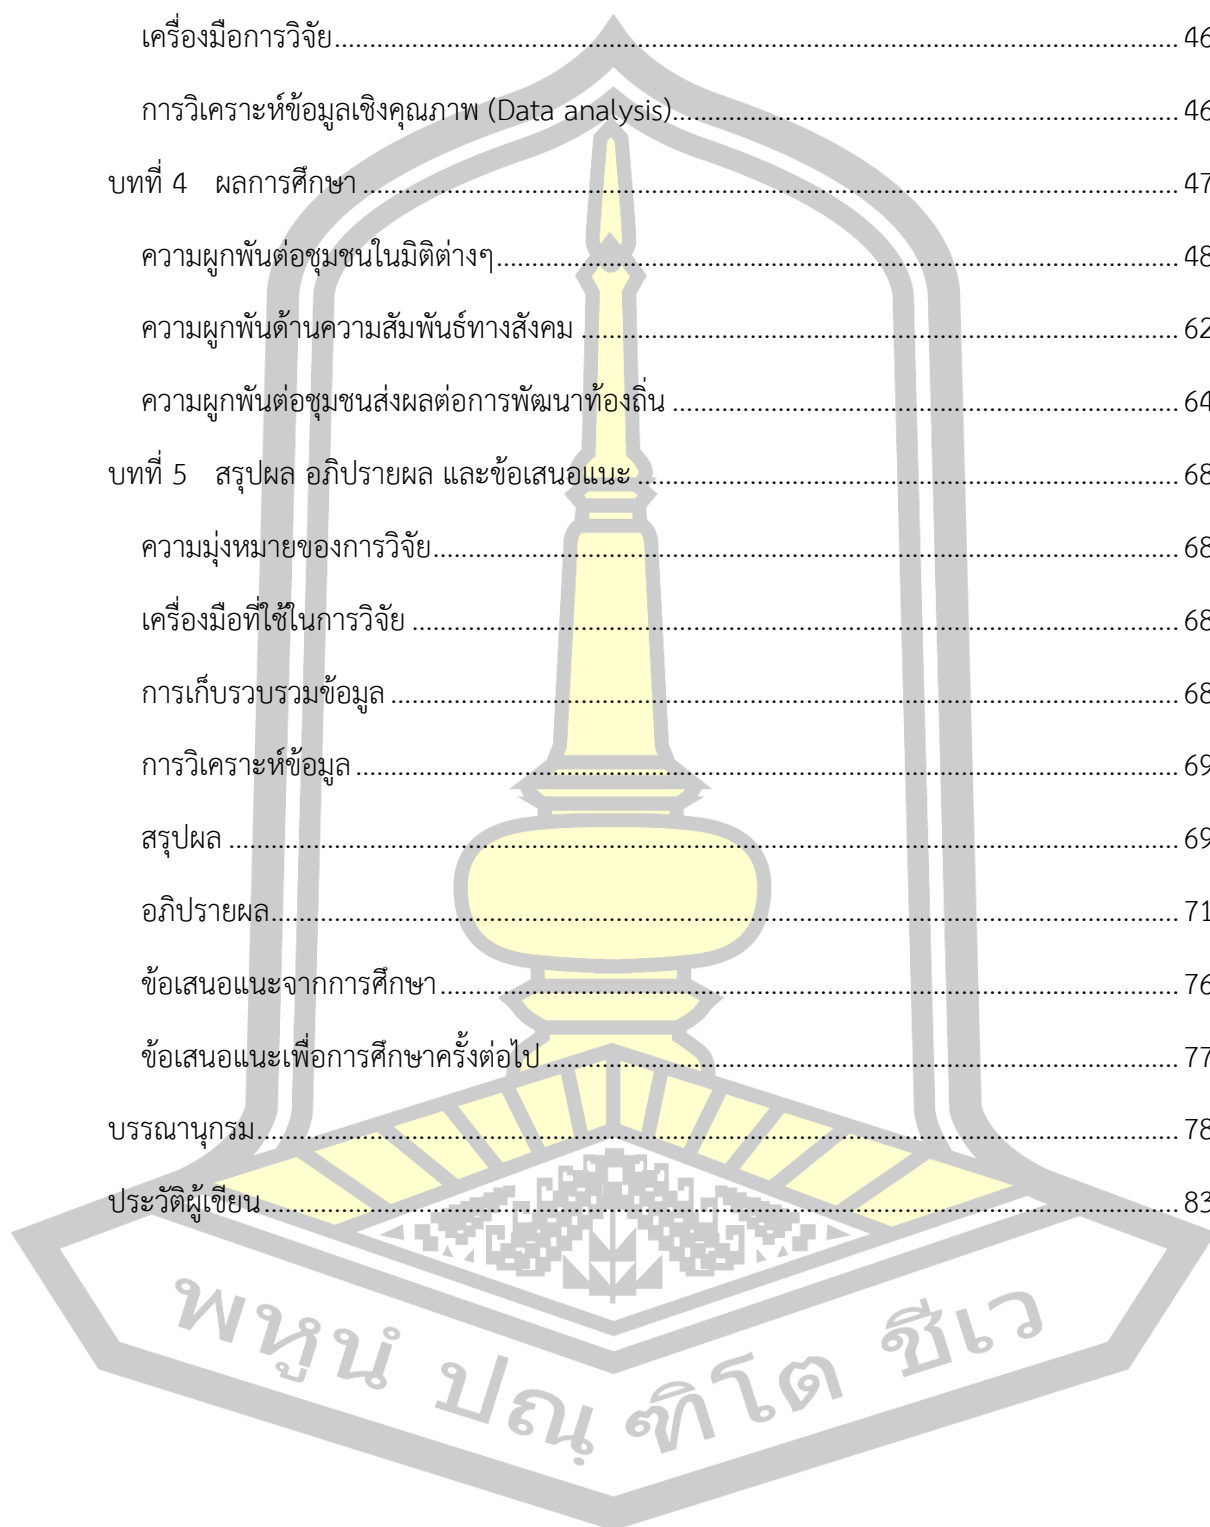 เครื่องมือการวิจัย.................................................................................................................. 46
การวิเคราะห์ข้อมูลเชิงคุณภาพ (Data analysis)..................................................................... 46
บทที่ 4 ผลการศึกษา............................................................................................................ 47
ความผูกพันต่อชุมชนในมิติต่างๆ............................................................................................ 48
ความผูกพันด้านความสัมพันธ์ทางสังคม................................................................................. 62
ความผูกพันต่อชุมชนส่งผลต่อการพัฒนาท้องถิ่น..................................................................... 64
บทที่ 5 สรุปผล อภิปรายผล และข้อเสนอแนะ......................................................................... 68
ความมุ่งหมายของการวิจัย.................................................................................................... 68
เครื่องมือที่ใช้ในการวิจัย....................................................................................................... 68
การเก็บรวบรวมข้อมูล.......................................................................................................... 68
การวิเคราะห์ข้อมูล............................................................................................................... 69
สรุปผล................................................................................................................................ 69
อภิปรายผล.......................................................................................................................... 71
ข้อเสนอแนะจากการศึกษา.................................................................................................... 76
ข้อเสนอแนะเพื่อการศึกษาครั้งต่อไป....................................................................................... 77
บรรณานุกรม........................................................................................................................ 78
ประวัติผู้เขียน....................................................................................................................... 83
พหูนํ ปณฺฑิโต ชีเว